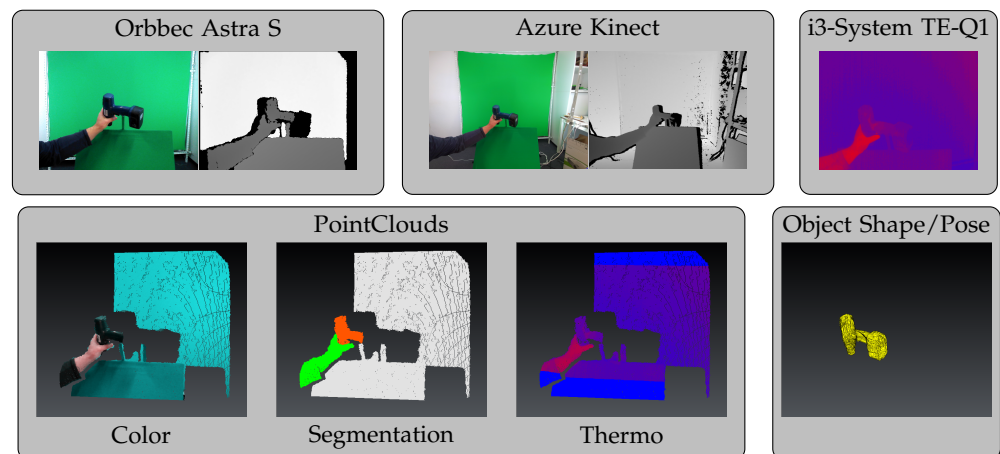 Orbbec Astra S
Azure Kinect
i3-System TE-Q1
PointClouds
Object Shape/Pose
Color
Segmentation
Thermo